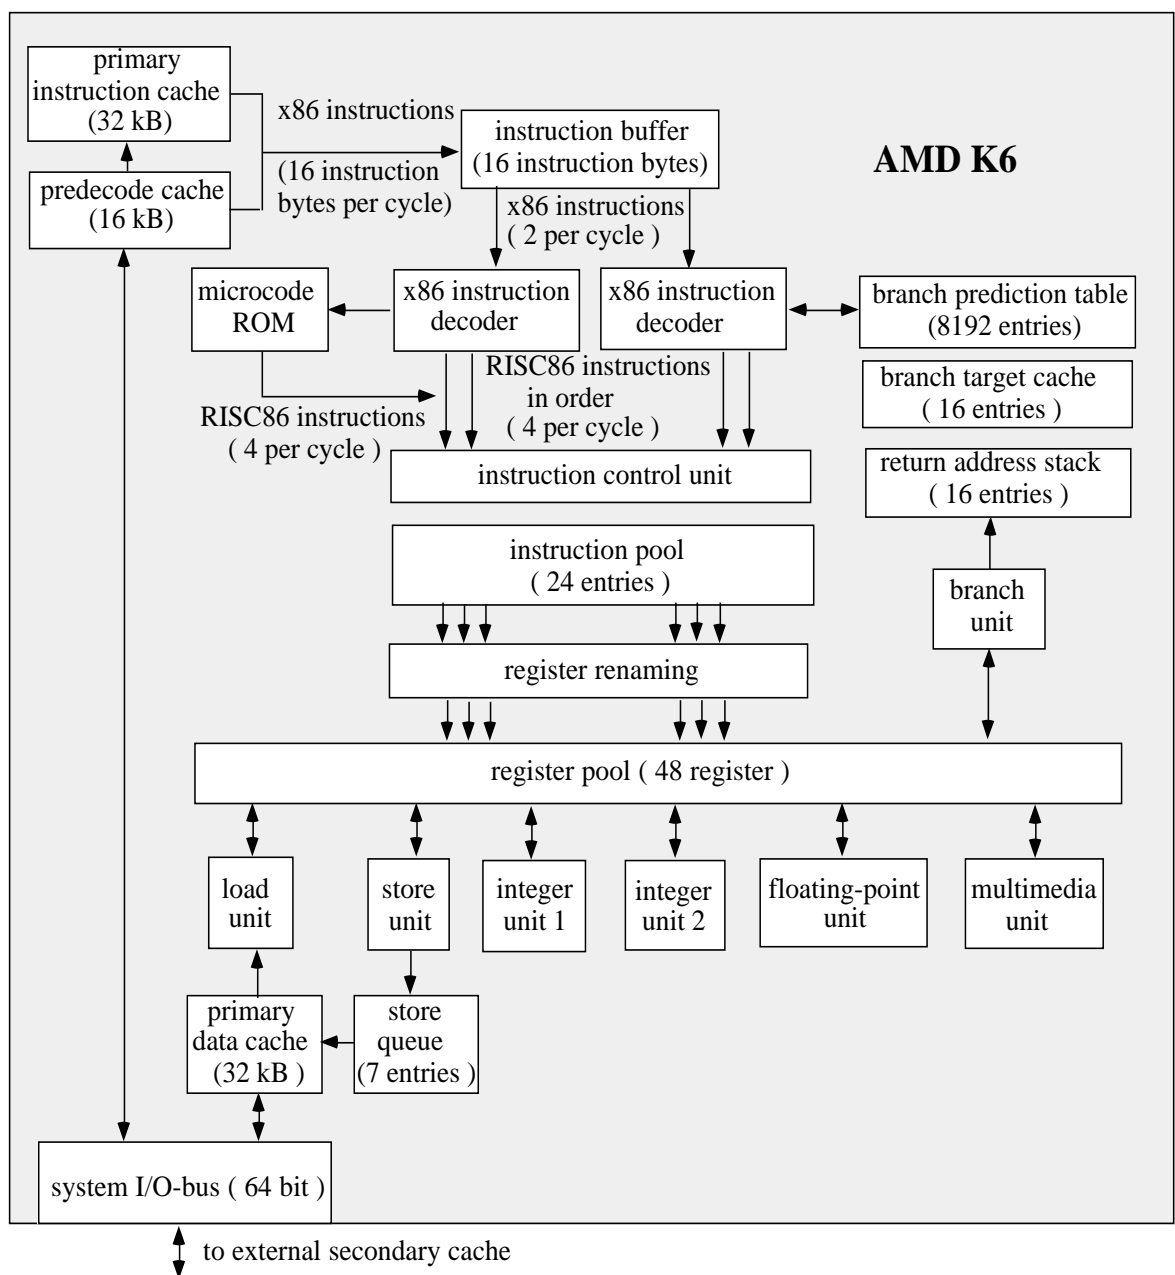 primary
instruction cache
(32 kB)
x86 instructions
instruction buffer
(16 instruction bytes)
AMD K6
predecode cache
(16 kB)
(16 instruction
bytes per cycle)
x86 instructions
( 2 per cycle )
microcode
ROM
x86 instruction
decoder
x86 instruction
decoder
branch prediction table
(8192 entries)
RISC86 instructions
in order
( 4 per cycle )
branch target cache
( 16 entries )
RISC86 instructions
( 4 per cycle )
instruction control unit
return address stack
( 16 entries )
instruction pool
( 24 entries )
branch
unit
register renaming
register pool ( 48 register )
load
unit
store
unit
integer
unit 1
integer
unit 2
floating-point
unit
multimedia
unit
primary
data cache
(32 kB )
store
queue
(7 entries )
system I/O-bus ( 64 bit )
to external secondary cache